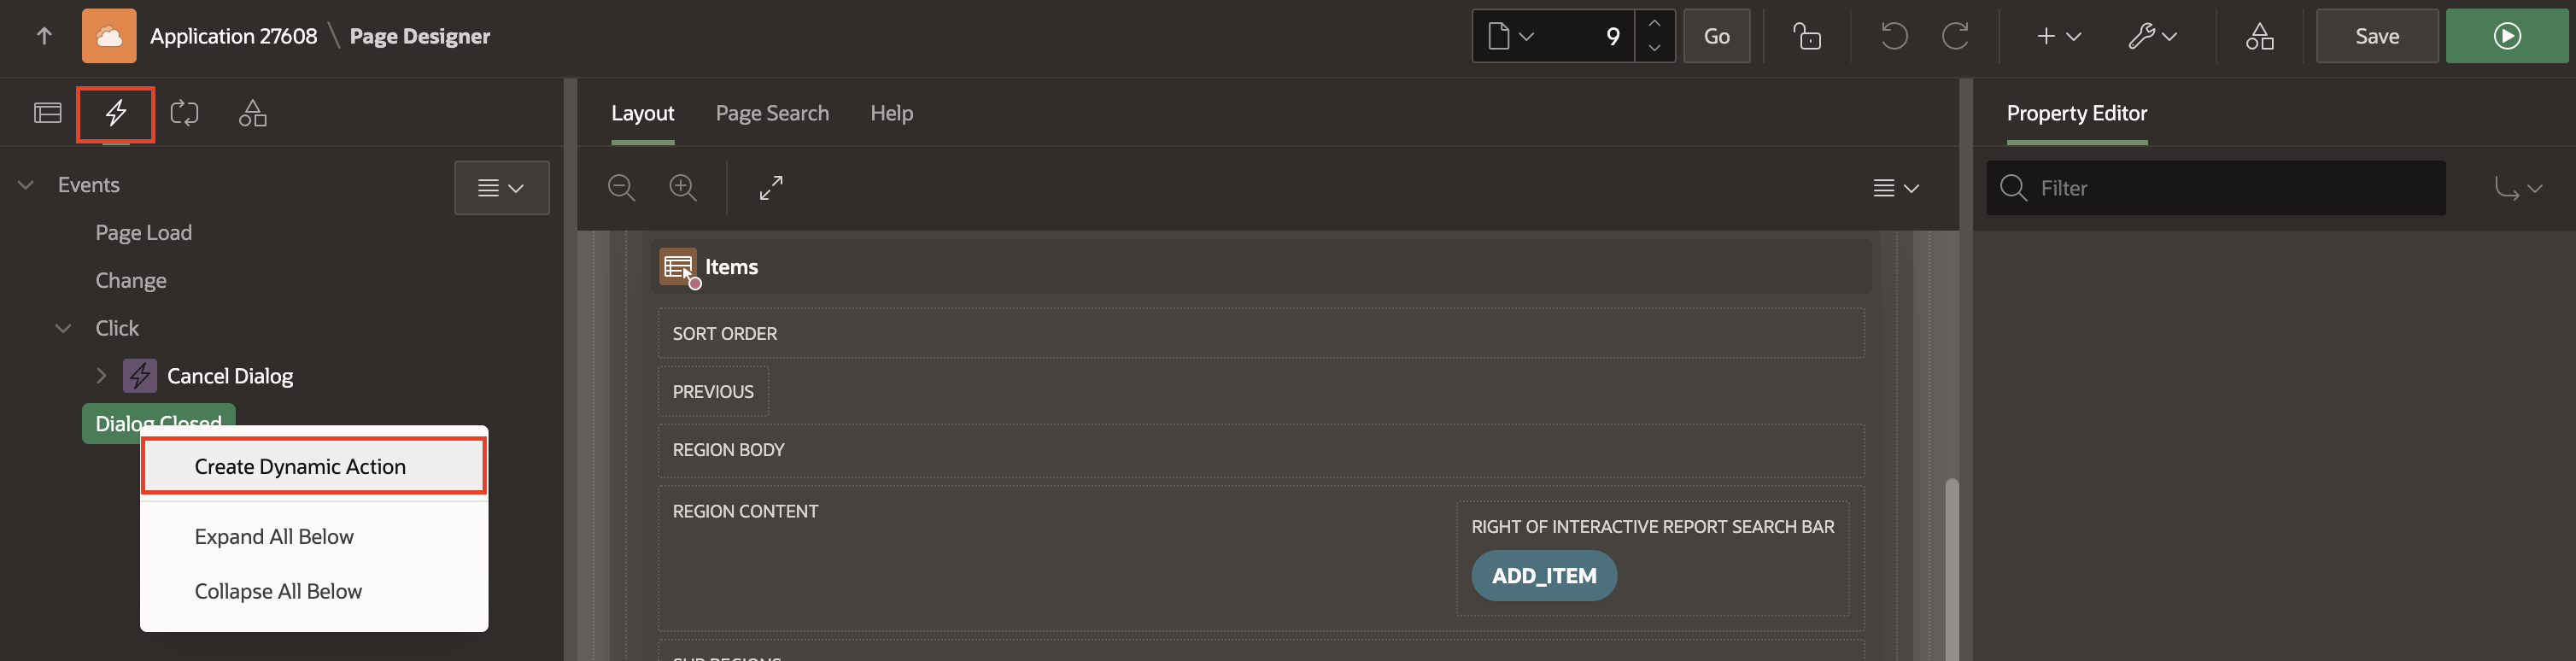 Application 27608 \ Page Designer
9
Go
Save
Layout
Page Search
Help
Property Editor
Events
Filter
Page Load
Change
Click
Cancel Dialog
Dialog Closed
Create Dynamic Action
Expand All Below
Collapse All Below
Items
SORT ORDER
PREVIOUS
REGION BODY
REGION CONTENT
RIGHT OF INTERACTIVE REPORT SEARCH BAR
ADD_ITEM
SUB REGIONS